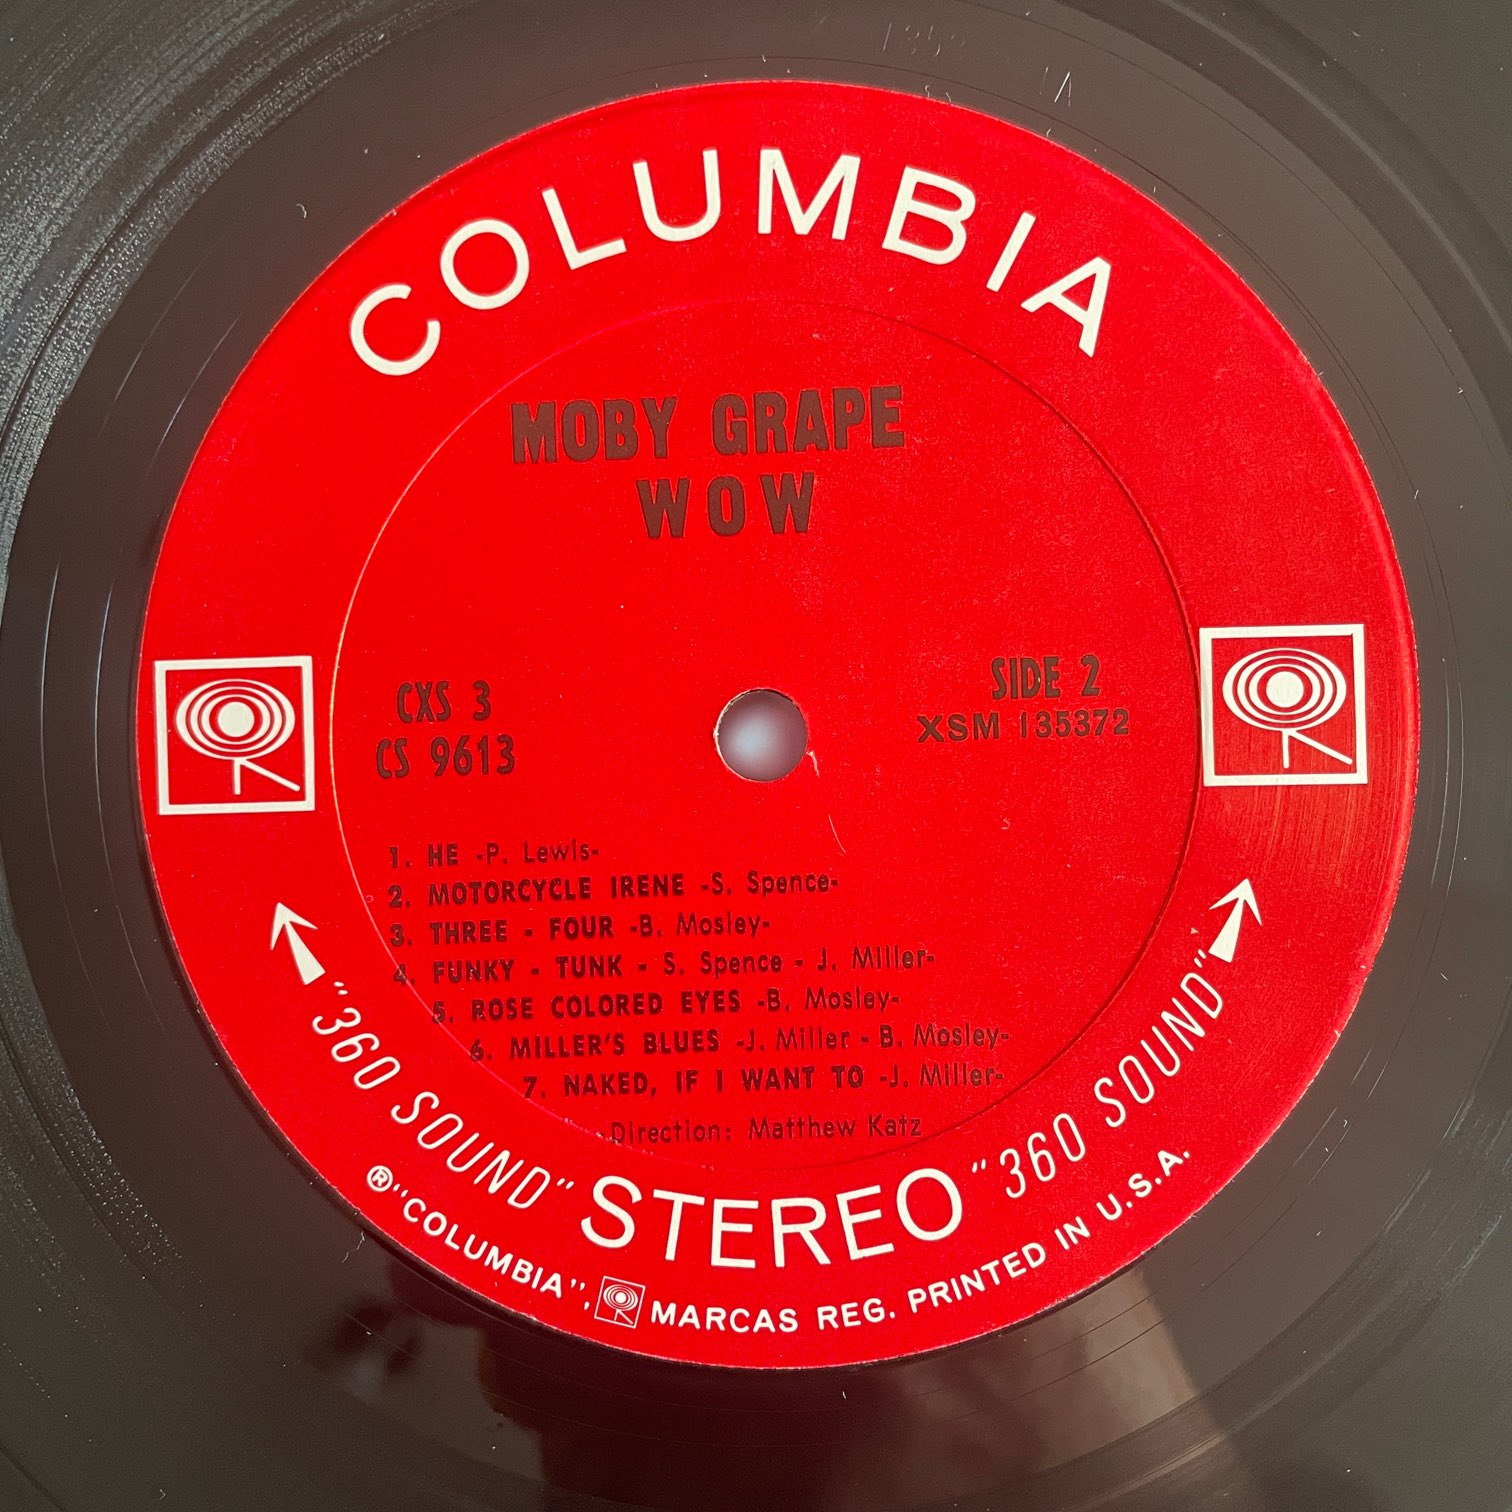 COLUMBIA
MOBY GRAPE
WOW
CXS 3
CS 9613
SIDE 2
XSM 135372
1. HE -P. Lewis-
2. MOTORCYCLE IRENE -S. Spence-
3. THREE - FOUR -B. Mosley-
4. FUNKY - TUNK - S. Spence - J. Miller-
5. ROSE COLORED EYES -B. Mosley-
6. MILLER'S BLUES -J. Miller - B. Mosley-
7. NAKED, IF I WANT TO -J. Miller-
Direction: Matthew Katz
"360 SOUND" STEREO "360 SOUND"
®"COLUMBIA", MARCAS REG. PRINTED IN U.S.A.